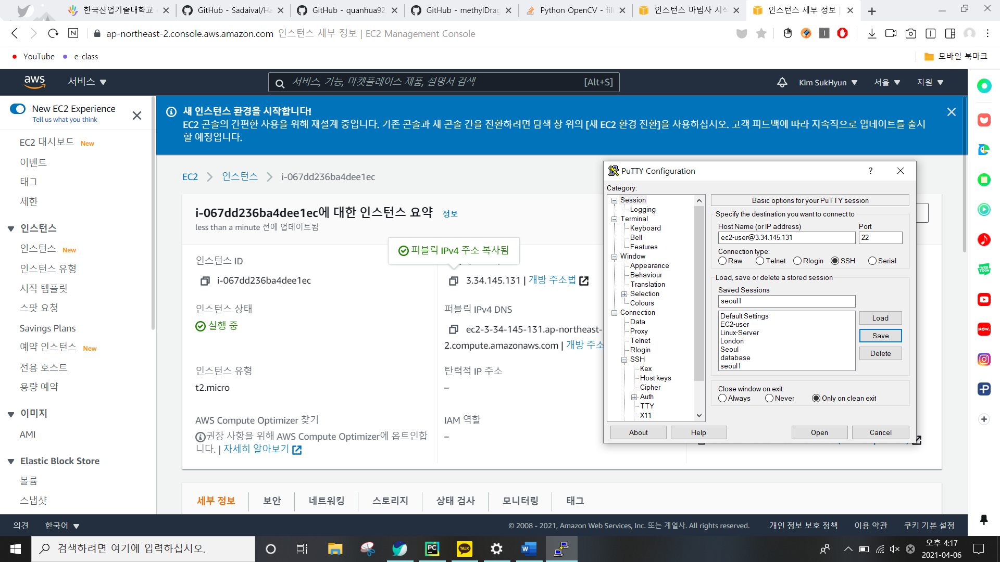 한국산업기술대학교
GitHub - Sadaival/Ha
GitHub - quanhua92
GitHub - methylDrag
Python OpenCV - filt
인스턴스 마법사 시작
인스턴스 세부 정보 |
ap-northeast-2.console.aws.amazon.com 인스턴스 세부 정보 | EC2 Management Console
YouTube
e-class
모바일 북마크
aws
서비스
서비스, 기능, 마켓플레이스 제품, 설명서 검색
[Alt+S]
Kim SukHyun
서울
지원
New EC2 Experience
Tell us what you think
새 인스턴스 환경을 시작합니다!
EC2 콘솔의 간편한 사용을 위해 재설계 중입니다. 기존 콘솔과 새 콘솔 간을 전환하려면 탐색 창 위의 [새 EC2 환경 전환]을 사용하십시오. 고객 피드백에 따라 지속적으로 업데이트를 출시
할 예정입니다.
EC2 대시보드 New
이벤트
태그
제한
인스턴스
인스턴스 New
인스턴스 유형
시작 템플릿
스팟 요청
Savings Plans
예약 인스턴스 New
전용 호스트
용량 예약
이미지
AMI
Elastic Block Store
볼륨
스냅샷
EC2
인스턴스
i-067dd236ba4dee1ec
i-067dd236ba4dee1ec에 대한 인스턴스 요약 정보
less than a minute 전에 업데이트됨
퍼블릭 IPv4 주소 복사됨
인스턴스 ID
i-067dd236ba4dee1ec
3.34.145.131 | 개방 주소법
인스턴스 상태
실행 중
퍼블릭 IPv4 DNS
ec2-3-34-145-131.ap-northeast-
2.compute.amazonaws.com | 개방 주소
인스턴스 유형
t2.micro
탄력적 IP 주소
–
AWS Compute Optimizer 찾기
권장 사항을 위해 AWS Compute Optimizer에 옵트인합
니다. | 자세히 알아보기
IAM 역할
–
세부 정보
보안
네트워킹
스토리지
상태 검사
모니터링
태그
PuTTY Configuration
?
Category:
Session
Logging
Terminal
Keyboard
Bell
Features
Window
Appearance
Behaviour
Translation
Selection
Colours
Connection
Data
Proxy
Telnet
Rlogin
SSH
Kex
Host keys
Cipher
Auth
TTY
X11
Basic options for your PuTTY session
Specify the destination you want to connect to
Host Name (or IP address)
Port
ec2-user@3.34.145.131
22
Connection type:
Raw
Telnet
Rlogin
SSH
Serial
Load, save or delete a stored session
Saved Sessions
seoul1
Default Settings
EC2-user
Linux-Server
London
Seoul
database
seoul1
Load
Save
Delete
Close window on exit:
Always
Never
Only on clean exit
About
Help
Open
Cancel
WEB
TOON
NOW.
의견
한국어
© 2008 - 2021, Amazon Web Services, Inc. 또는 계열사. All rights reserved.
개인 정보 보호 정책
이용 약관
쿠키 기본 설정
검색하려면 여기에 입력하십시오.
PC
TALK
W
오후 4:17
2021-04-06